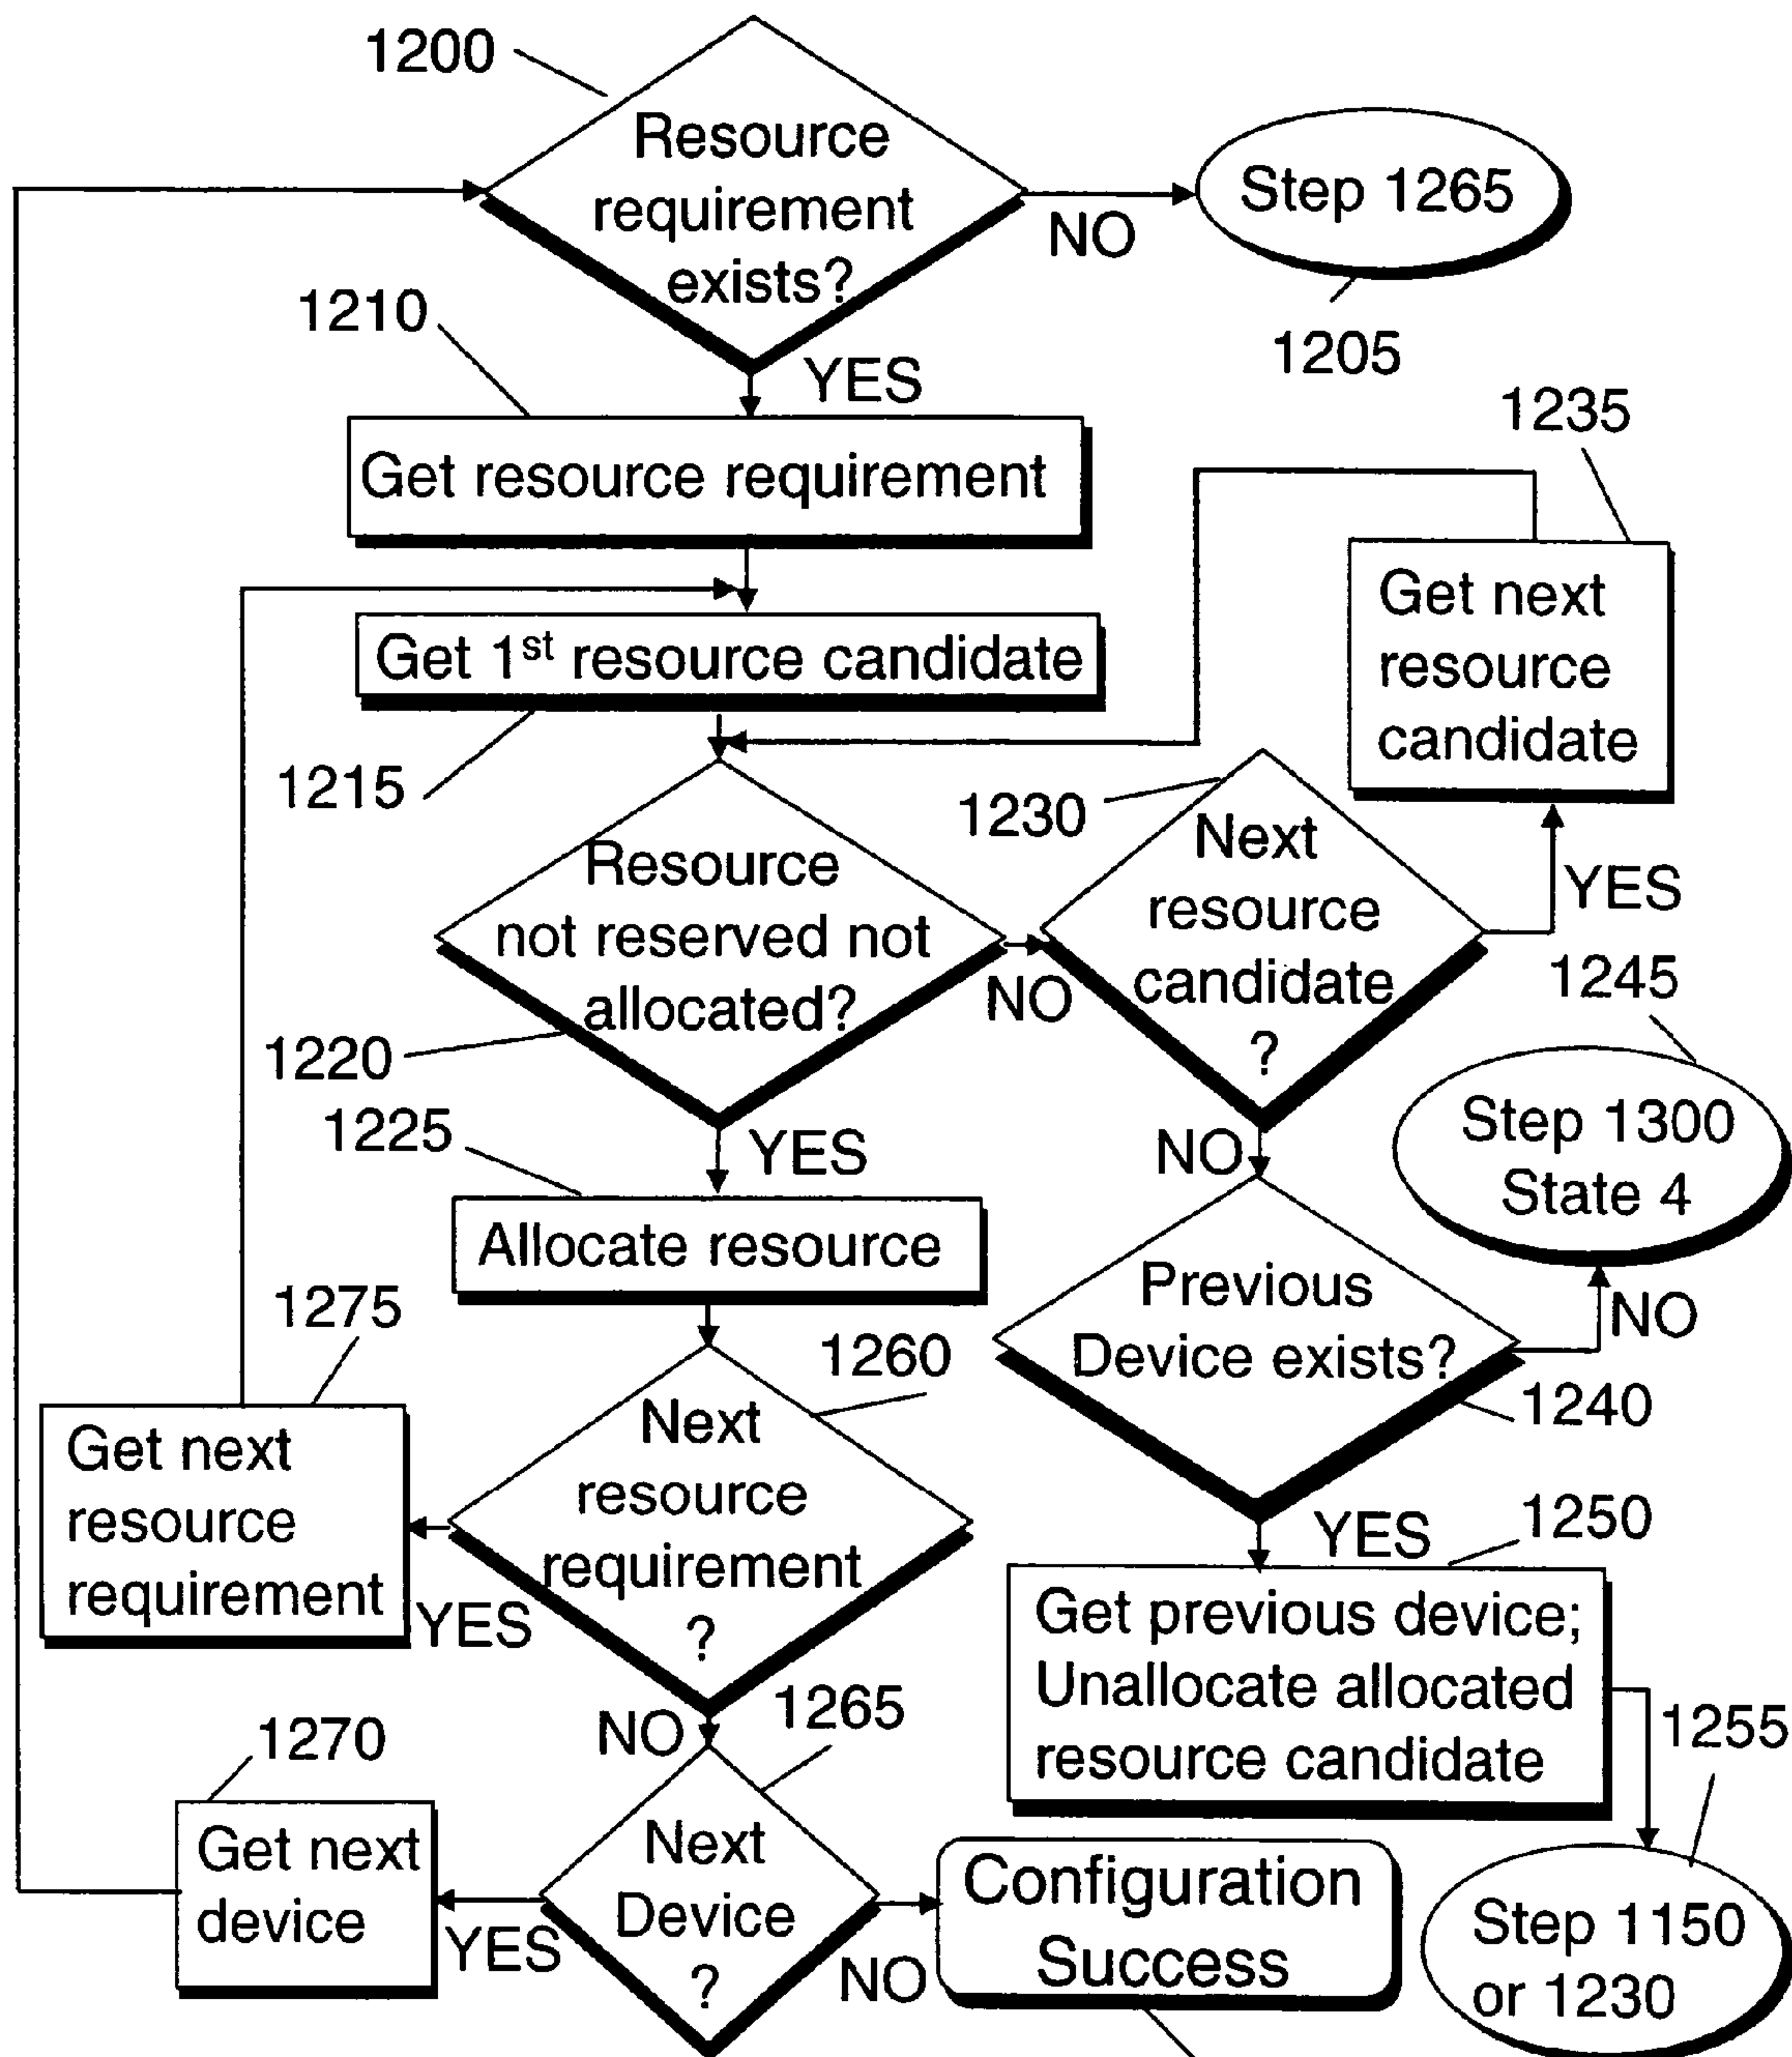 1200
Resource
requirement
exists?
NO
Step 1265
1205
1210
YES
Get resource requirement
1235
Get next
resource
candidate
Get 1st resource candidate
1215
1230
Next
resource
candidate
?
YES
Resource
not reserved not
allocated?
NO
1220
1245
Step 1300
State 4
1225
YES
NO
Allocate resource
Previous
Device exists?
NO
1240
1275
1260
Get next
resource
requirement
Next
resource
requirement
?
YES
YES
1250
Get previous device;
Unallocate allocated
resource candidate
1255
NO
1265
1270
Get next
device
Next
Device
?
YES
NO
Configuration
Success
Step 1150
or 1230